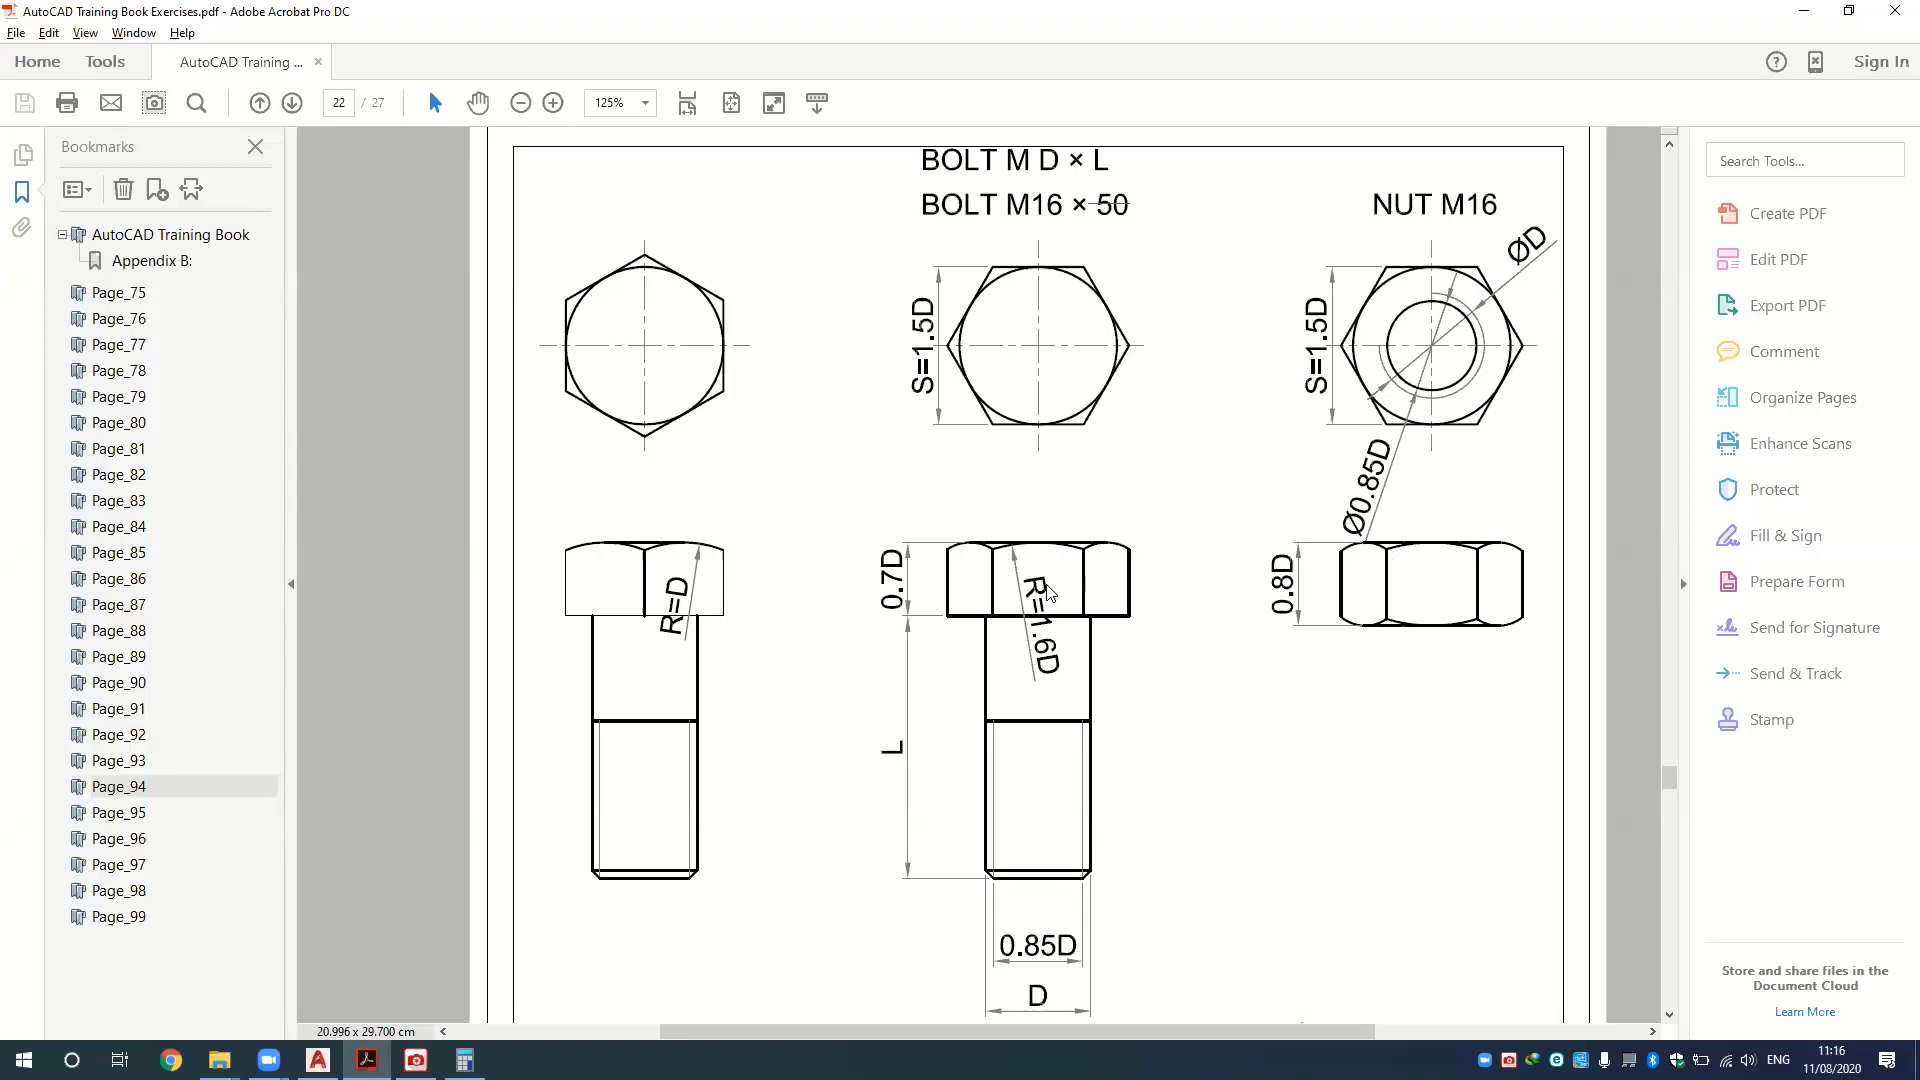 AutoCAD Training Book Exercises.pdf - Adobe Acrobat Pro DC
File Edit View Window Help
Home Tools AutoCAD Training ... × Sign In
22 / 27 125%
Bookmarks
AutoCAD Training Book
Appendix B:
Page_75
Page_76
Page_77
Page_78
Page_79
Page_80
Page_81
Page_82
Page_83
Page_84
Page_85
Page_86
Page_87
Page_88
Page_89
Page_90
Page_91
Page_92
Page_93
Page_94
Page_95
Page_96
Page_97
Page_98
Page_99
BOLT M D × L
BOLT M16 × 50
NUT M16
S=1.5D
S=1.5D
ØD
Ø0.85D
R=D
0.7D
R=1.6D
0.8D
L
0.85D
D
20.996 x 29.700 cm
Search Tools...
Create PDF
Edit PDF
Export PDF
Comment
Organize Pages
Enhance Scans
Protect
Fill & Sign
Prepare Form
Send for Signature
Send & Track
Stamp
Store and share files in the
Document Cloud
Learn More
ENG
11:16
11/08/2020